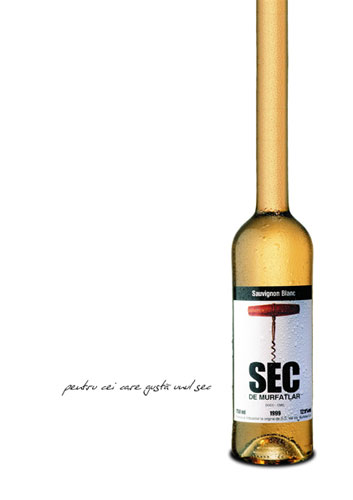 Sauvignon Blanc
pentru cei care gustă vinul sec
SEC
DE MURFATLAR
1999